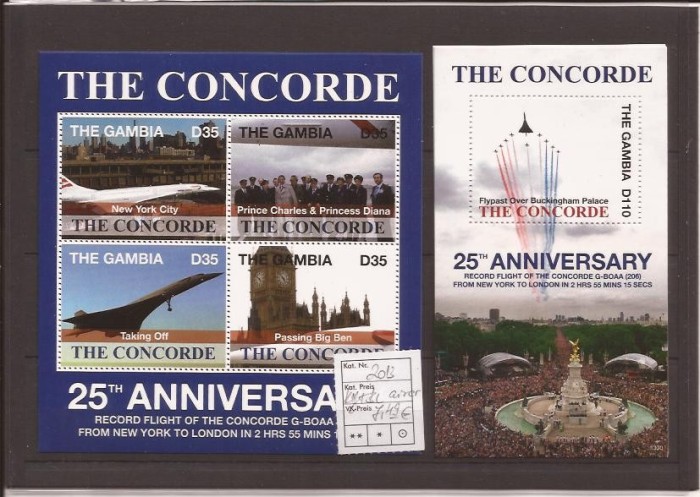 THE CONCORDE
THE GAMBIA D35
New York City
THE CONCORDE
THE GAMBIA D35
Prince Charles & Princess Diana
THE CONCORDE
THE GAMBIA D35
Taking Off
THE CONCORDE
THE GAMBIA D35
Passing Big Ben
THE CONCORDE
25TH ANNIVERSA
RECORD FLIGHT OF THE CONCORDE G-BOAA
FROM NEW YORK TO LONDON IN 2 HRS 55 MINS
Kat. Nr.
Kat. Preis
VK-Preis
** * ⊙
THE CONCORDE
THE GAMBIA D110
Flypast Over Buckingham Palace
THE CONCORDE
25TH ANNIVERSARY
RECORD FLIGHT OF THE CONCORDE G-BOAA (206)
FROM NEW YORK TO LONDON IN 2 HRS 55 MINS 15 SECS